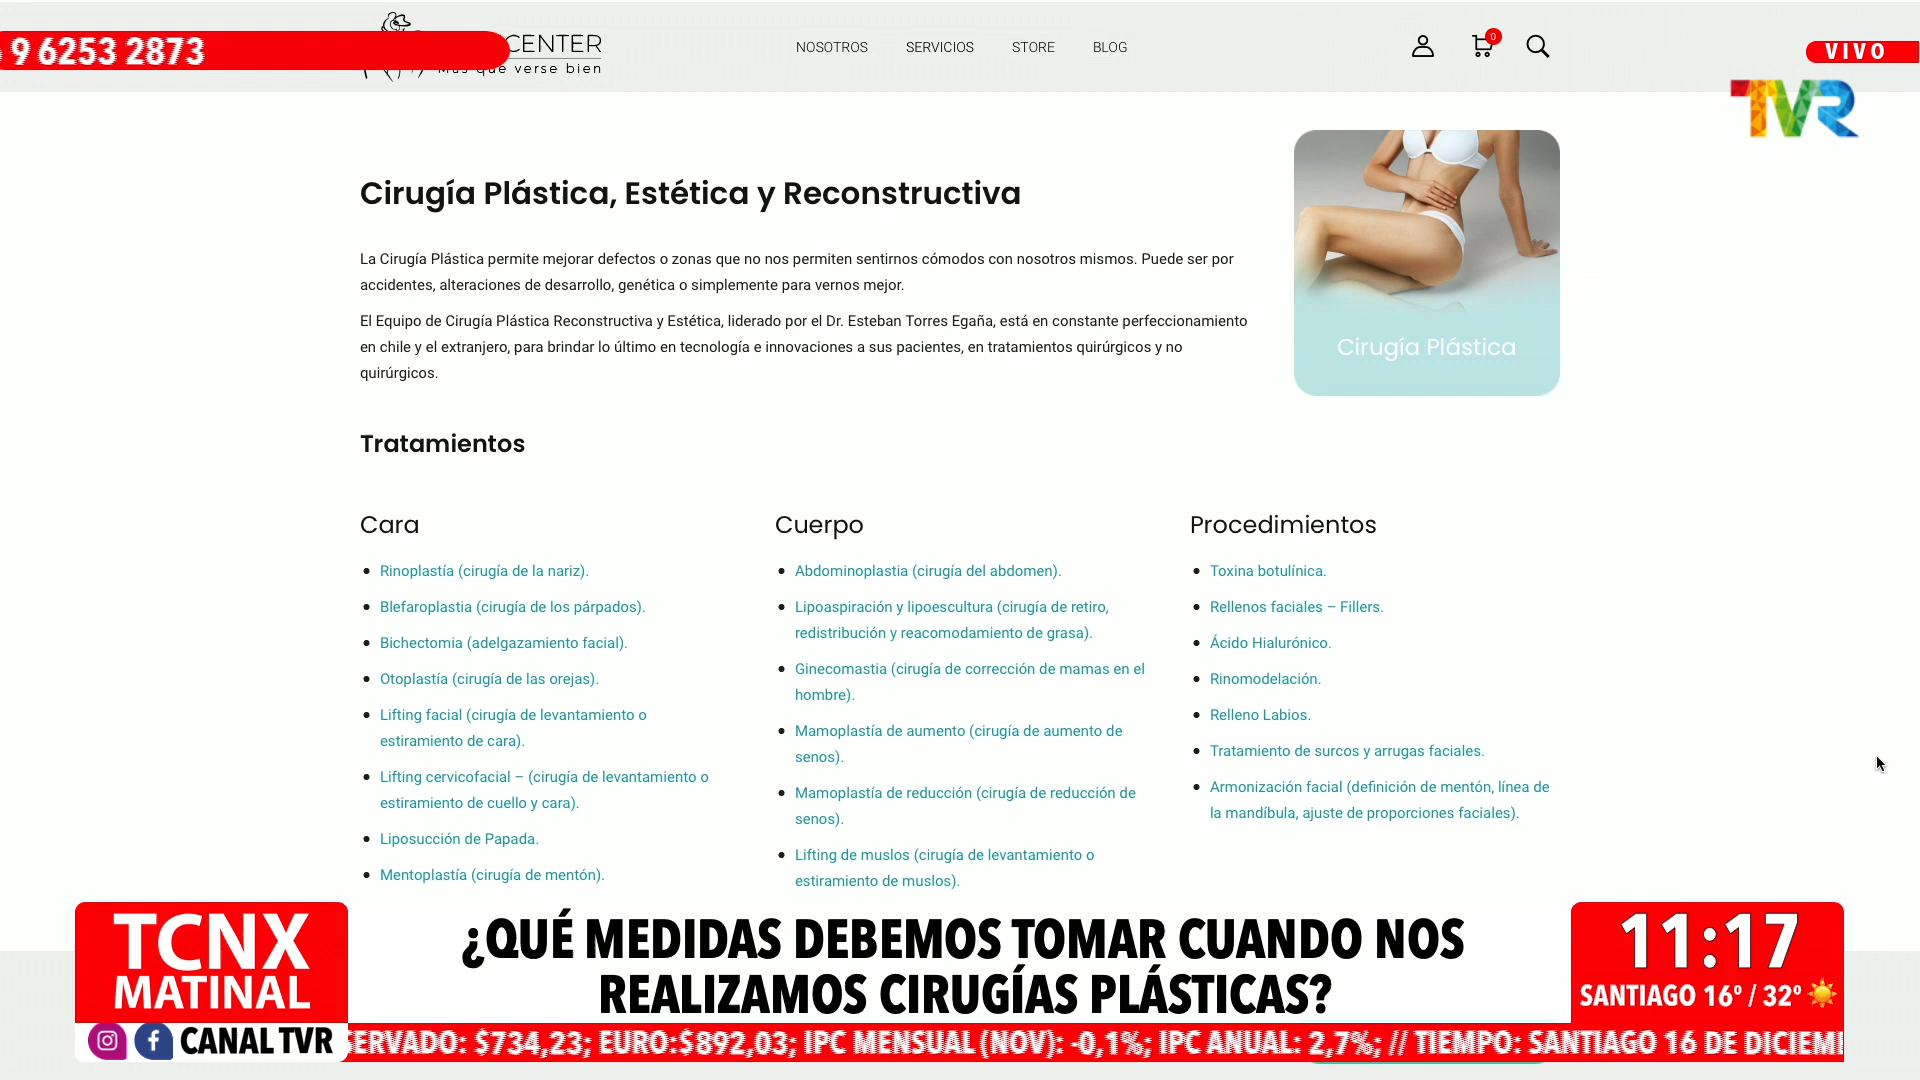 9 6253 2873
CENTER
Más que verse bien
NOSOTROS
SERVICIOS
STORE
BLOG
0
VIVO
TVR
Cirugía Plástica, Estética y Reconstructiva
La Cirugía Plástica permite mejorar defectos o zonas que no nos permiten sentirnos cómodos con nosotros mismos. Puede ser por
accidentes, alteraciones de desarrollo, genética o simplemente para vernos mejor.
El Equipo de Cirugía Plástica Reconstructiva y Estética, liderado por el Dr. Esteban Torres Egaña, está en constante perfeccionamiento
en chile y el extranjero, para brindar lo último en tecnología e innovaciones a sus pacientes, en tratamientos quirúrgicos y no
quirúrgicos.
Cirugía Plástica
Tratamientos
Cara
Rinoplastía (cirugía de la nariz).
Blefaroplastia (cirugía de los párpados).
Bichectomia (adelgazamiento facial).
Otoplastía (cirugía de las orejas).
Lifting facial (cirugía de levantamiento o
estiramiento de cara).
Lifting cervicofacial – (cirugía de levantamiento o
estiramiento de cuello y cara).
Liposucción de Papada.
Mentoplastía (cirugía de mentón).
Cuerpo
Abdominoplastia (cirugía del abdomen).
Lipoaspiración y lipoescultura (cirugía de retiro,
redistribución y reacomodamiento de grasa).
Ginecomastia (cirugía de corrección de mamas en el
hombre).
Mamoplastía de aumento (cirugía de aumento de
senos).
Mamoplastía de reducción (cirugía de reducción de
senos).
Lifting de muslos (cirugía de levantamiento o
estiramiento de muslos).
Procedimientos
Toxina botulínica.
Rellenos faciales – Fillers.
Ácido Hialurónico.
Rinomodelación.
Relleno Labios.
Tratamiento de surcos y arrugas faciales.
Armonización facial (definición de mentón, línea de
la mandíbula, ajuste de proporciones faciales).
TCNX
MATINAL
¿QUÉ MEDIDAS DEBEMOS TOMAR CUANDO NOS
REALIZAMOS CIRUGÍAS PLÁSTICAS?
11:17
SANTIAGO 16º / 32º
CANAL TVR
SERVADO: $734,23; EURO:$892,03; IPC MENSUAL (NOV): -0,1%; IPC ANUAL: 2,7%; // TIEMPO: SANTIAGO 16 DE DICIEM